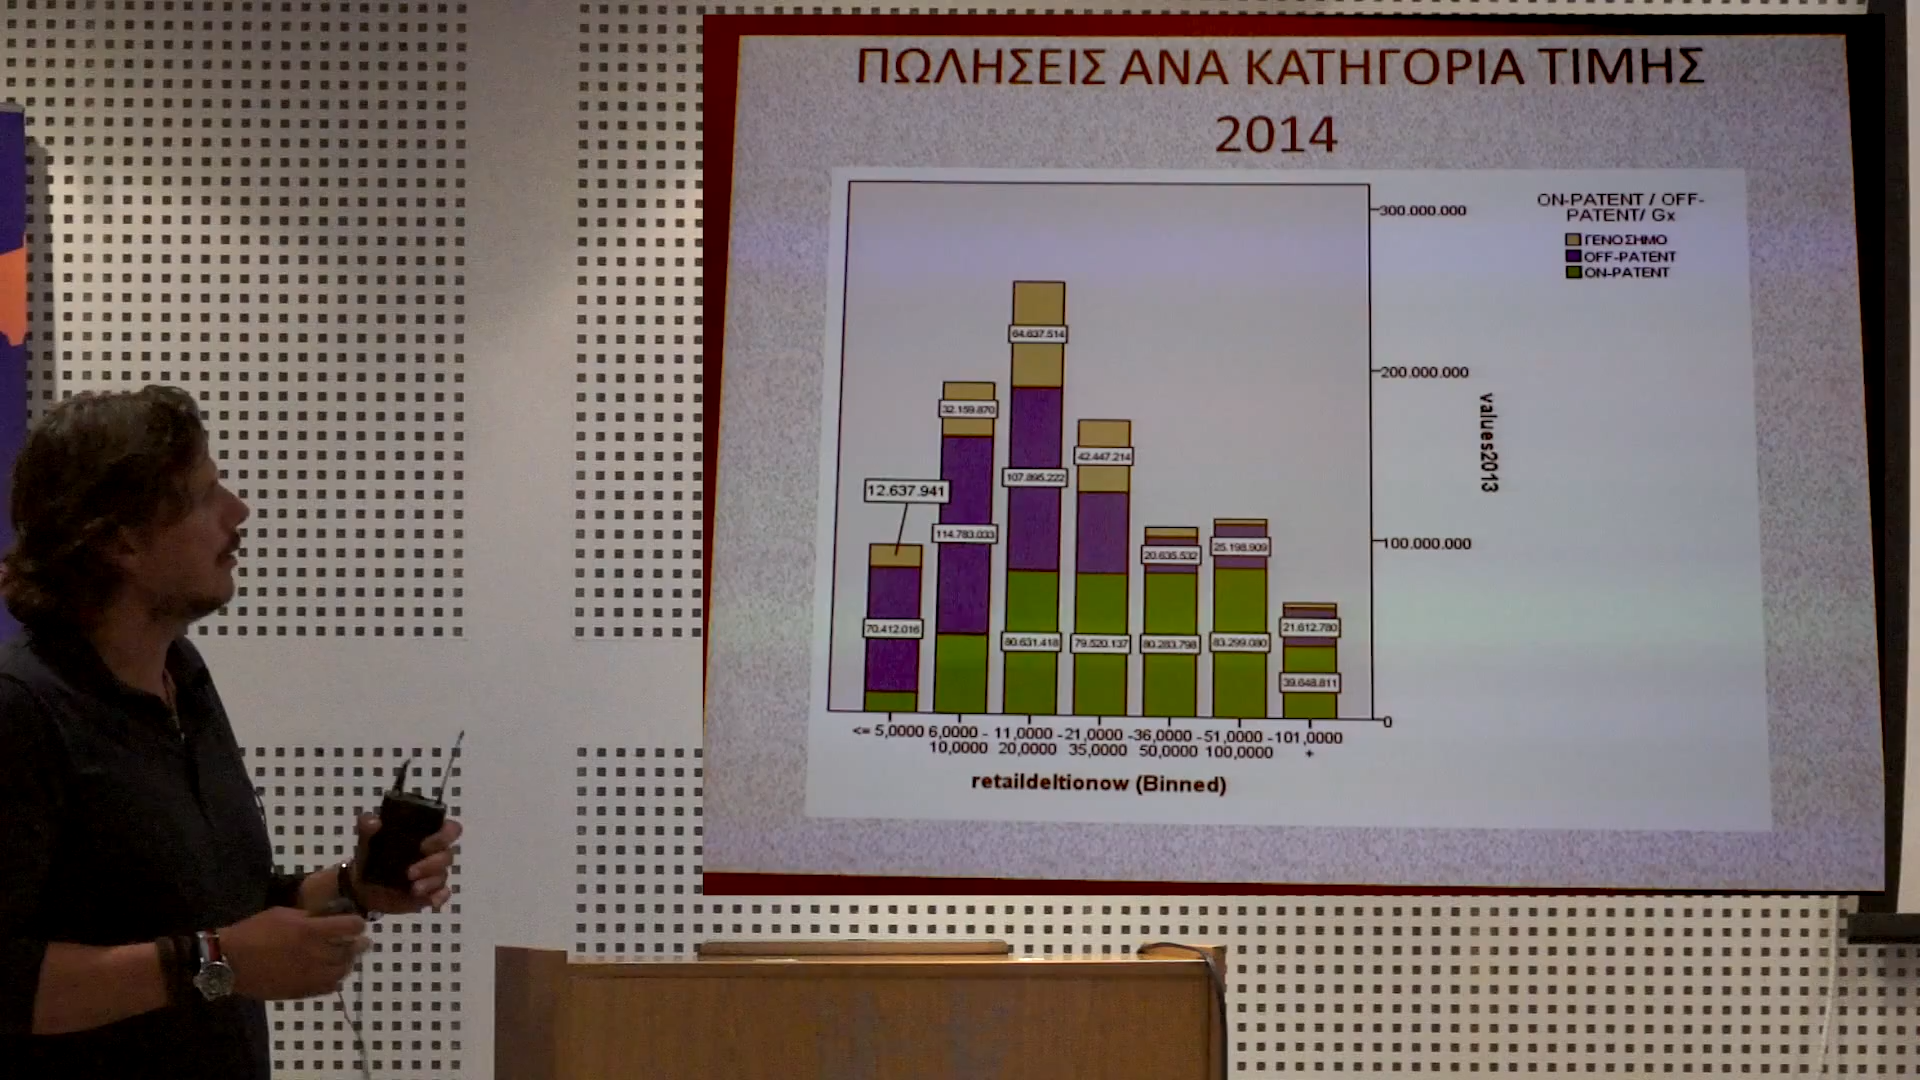 ΠΩΛΗΣΕΙΣ ΑΝΑ ΚΑΤΗΓΟΡΙΑ ΤΙΜΗΣ
2014
ON-PATENT / OFF-
PATENT/ Gx
ΓΕΝΟΣΗΜΟ
OFF-PATENT
ON-PATENT
300.000.000
200.000.000
100.000.000
0
values2013
64.637.514
32.159.870
42.447.214
107.895.222
12.637.941
114.783.033
20.635.532
25.198.909
70.412.016
80.631.418
79.520.137
80.283.798
83.299.080
21.612.780
39.648.811
<= 5,0000 6,0000 - 11,0000 -21,0000 -36,0000 -51,0000 -101,0000
10,0000 20,0000 35,0000 50,0000 100,0000 +
retaildeltionow (Binned)